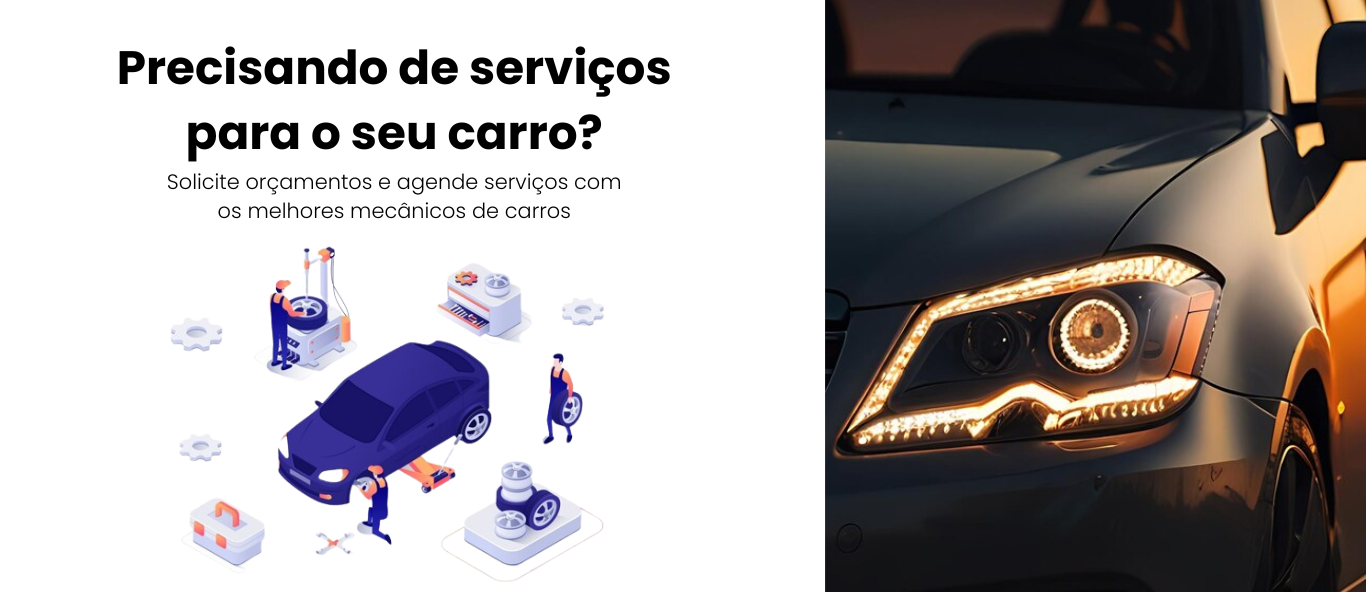 Precisando de serviços
para o seu carro?
Solicite orçamentos e agende serviços com
os melhores mecânicos de carros